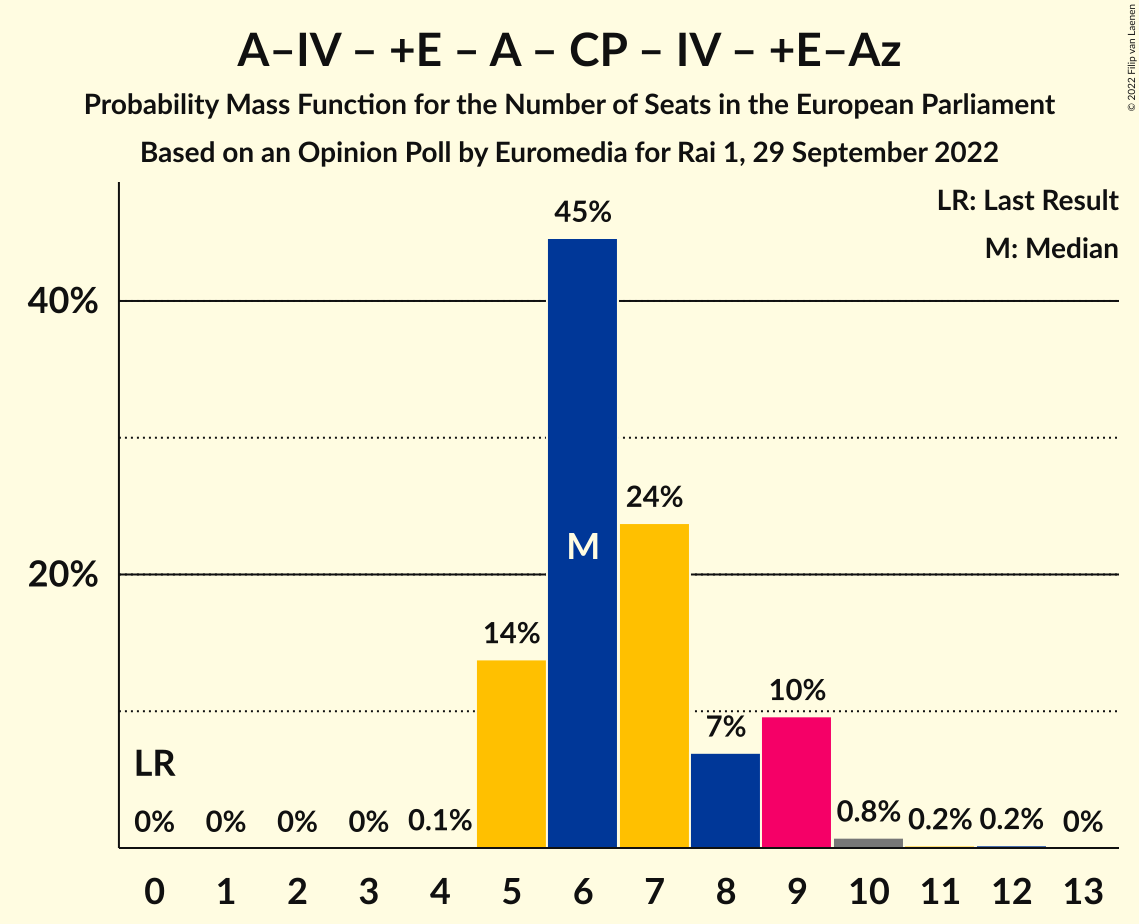 A–IV – +E – A – CP – IV – +E–Az
Probability Mass Function for the Number of Seats in the European Parliament
Based on an Opinion Poll by Euromedia for Rai 1, 29 September 2022
© 2022 Filip van Laenen
LR: Last Result
M: Median
45%
40%
24%
M
20%
14%
10%
7%
LR
0% 0% 0% 0% 0.1% 0.8% 0.2% 0.2% 0%
0 1 2 3 4 5 6 7 8 9 10 11 12 13